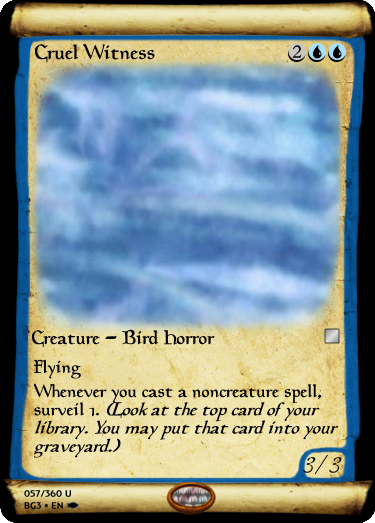 Cruel Witness 2
Creature – Bird Horror
Flying
Whenever you cast a noncreature spell,
surveil 1. (Look at the top card of your
library. You may put that card into your
graveyard.)
3/3
057/360 U
BG3 • EN